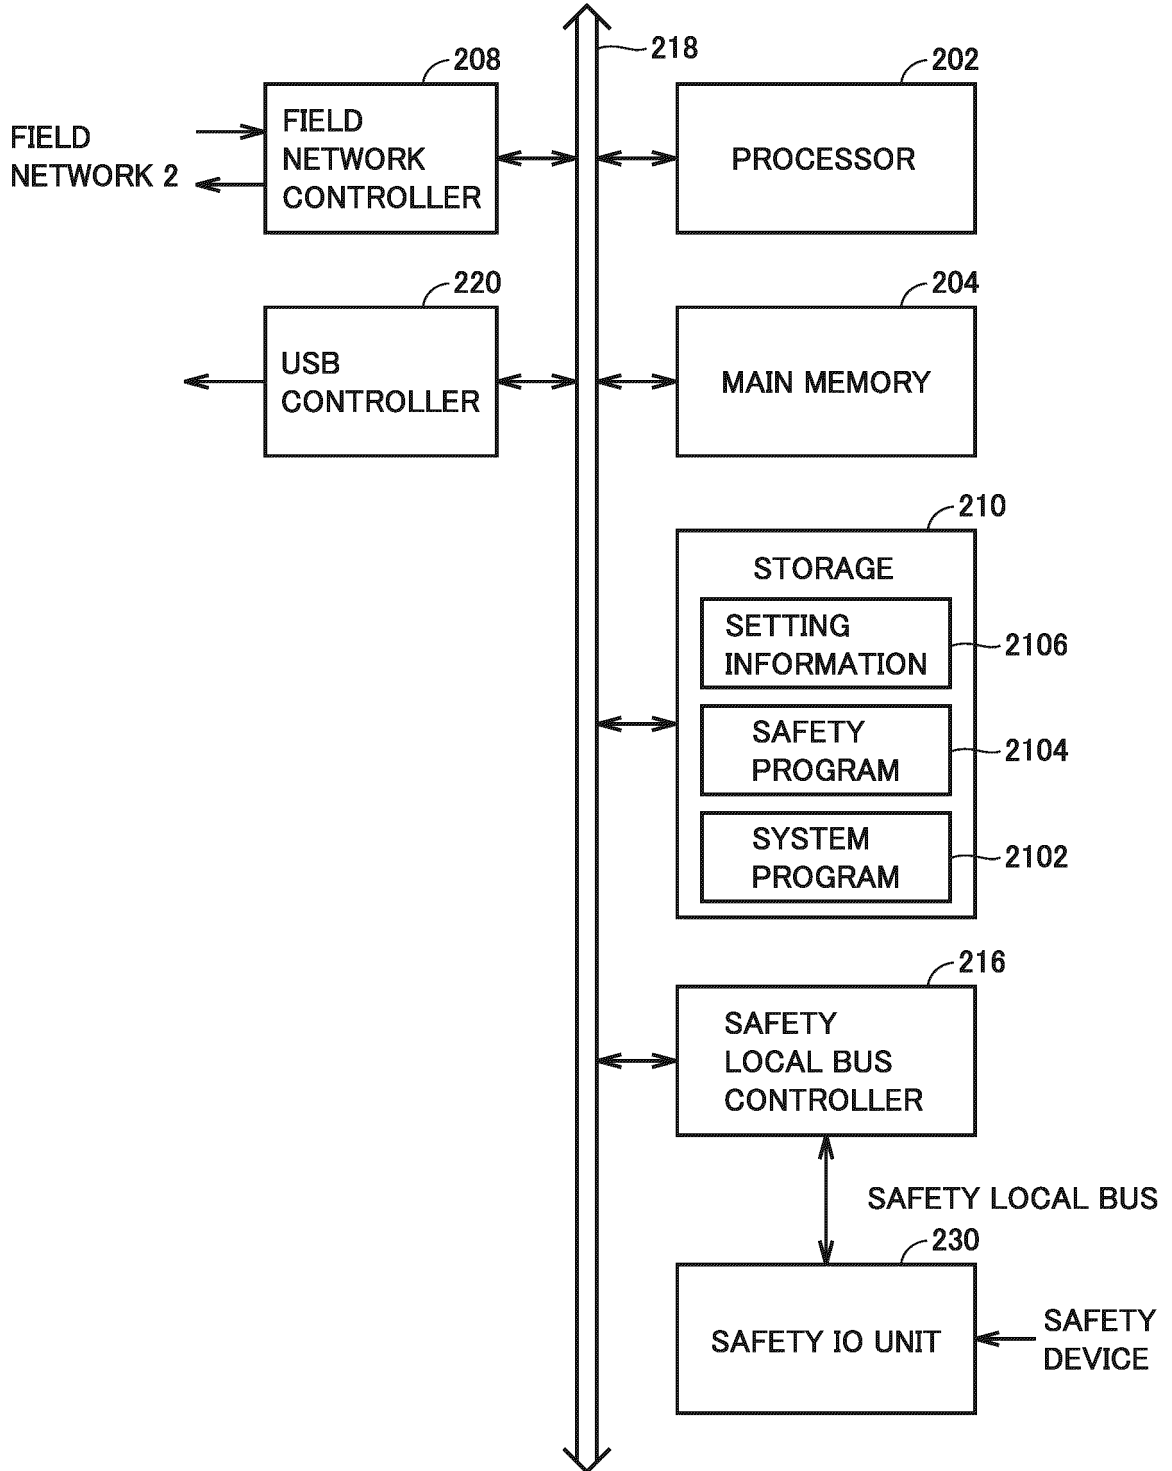 218
208
FIELD
NETWORK 2
FIELD
NETWORK
CONTROLLER
202
PROCESSOR
220
USB
CONTROLLER
204
MAIN MEMORY
210
STORAGE
SETTING
INFORMATION
2106
SAFETY
PROGRAM
2104
SYSTEM
PROGRAM
2102
216
SAFETY
LOCAL BUS
CONTROLLER
SAFETY LOCAL BUS
230
SAFETY IO UNIT
SAFETY
DEVICE